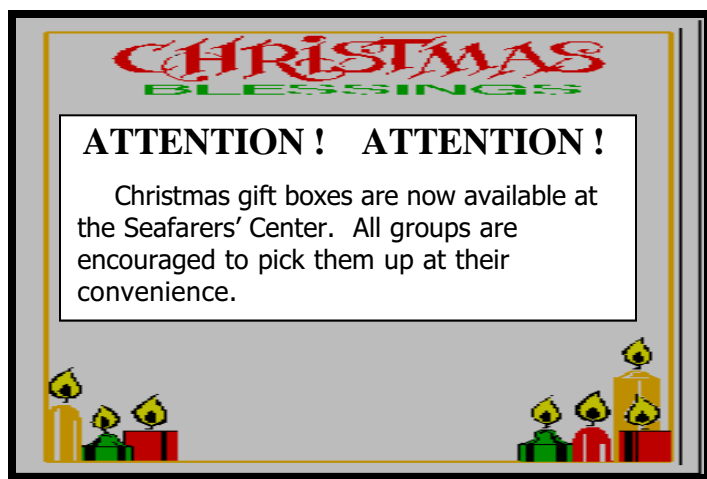 CHRISTMAS
BLESSINGS
ATTENTION ! ATTENTION !
Christmas gift boxes are now available at
the Seafarers’ Center. All groups are
encouraged to pick them up at their
convenience.